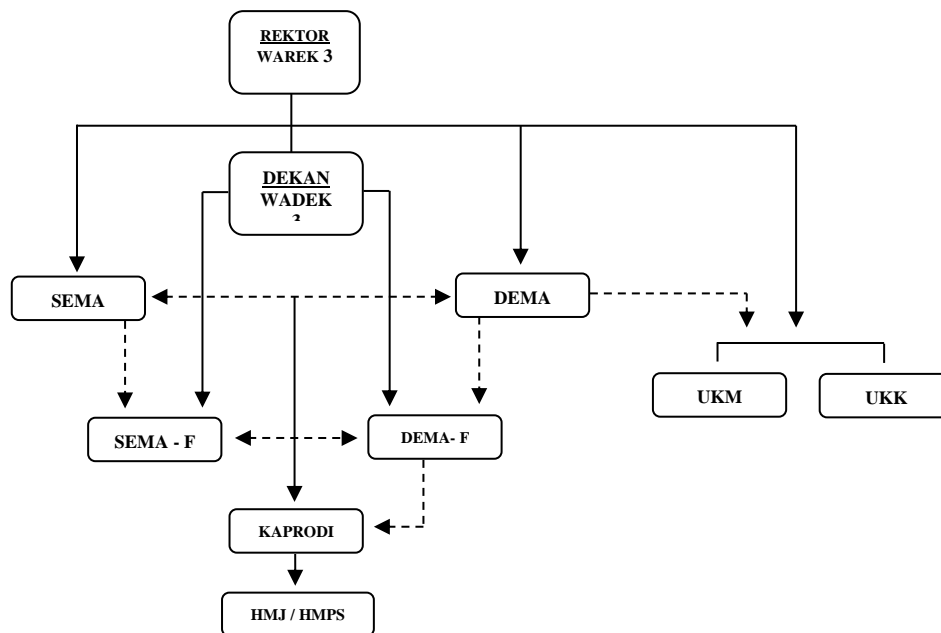 REKTOR
WAREK 3
DEKAN
WADEK
SEMA
DEMA
UKM
UKK
SEMA - F
DEMA- F
KAPRODI
HMJ / HMPS